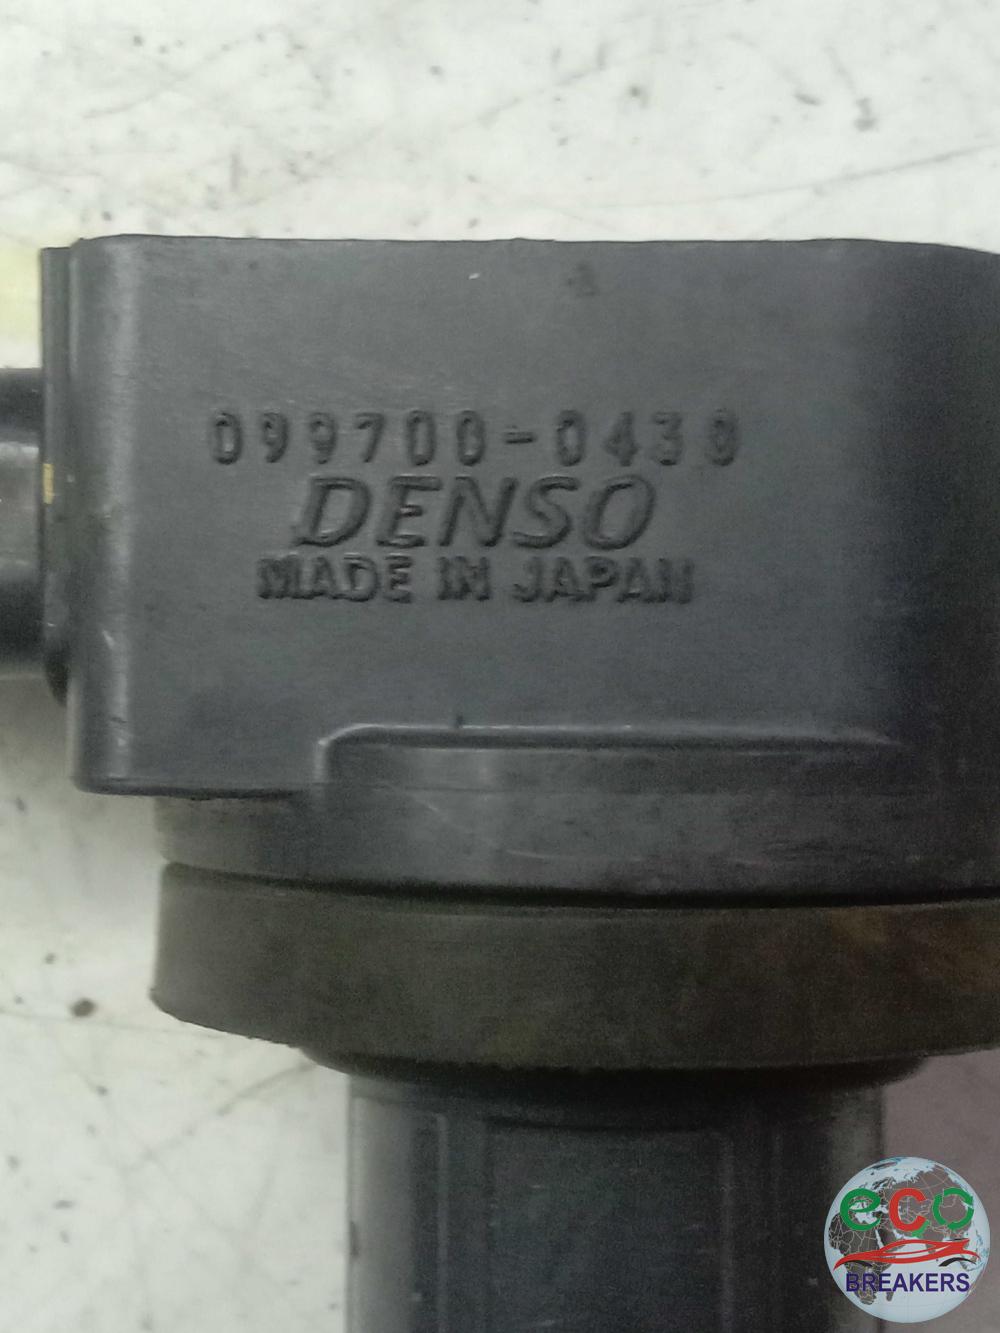 099700-0430
DENSO
MADE IN JAPAN
eco
BREAKERS